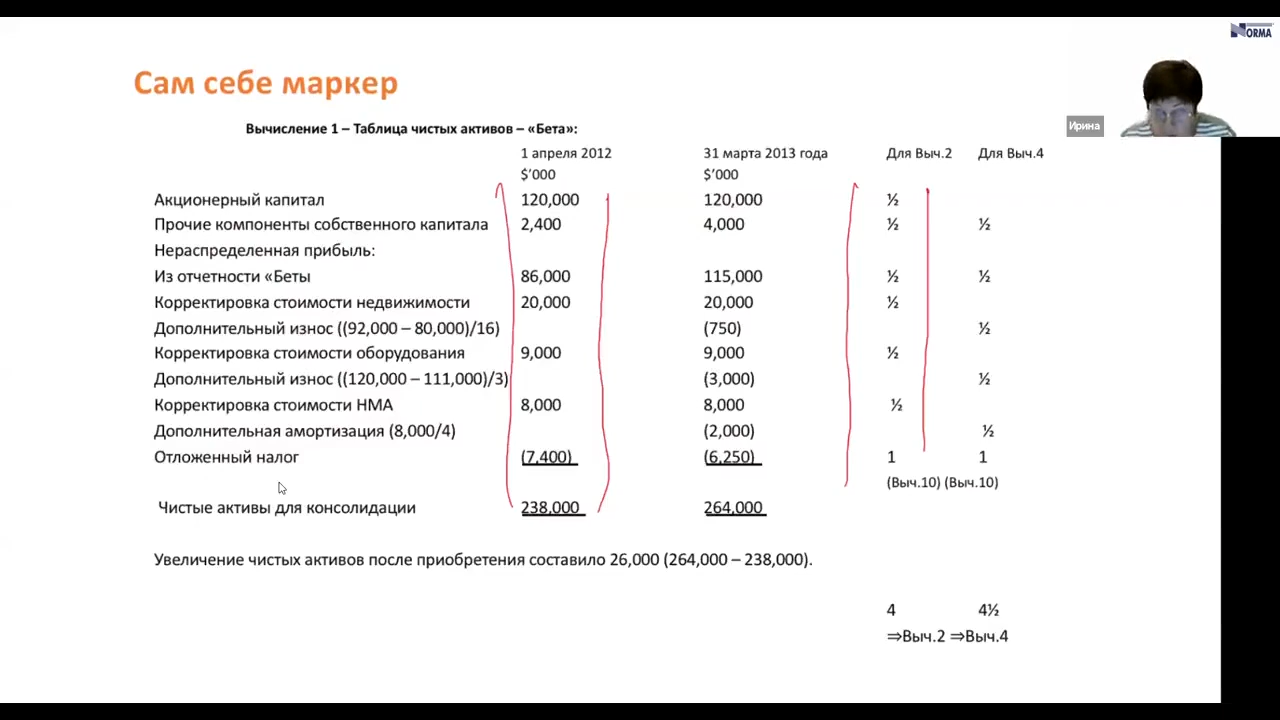 NORMA
Сам себе маркер
Ирина
Вычисление 1 – Таблица чистых активов – «Бета»:
1 апреля 2012 31 марта 2013 года Для Выч.2 Для Выч.4
$’000 $’000
Акционерный капитал 120,000 120,000 ½
Прочие компоненты собственного капитала 2,400 4,000 ½ ½
Нераспределенная прибыль:
Из отчетности «Беты 86,000 115,000 ½ ½
Корректировка стоимости недвижимости 20,000 20,000 ½
Дополнительный износ ((92,000 – 80,000)/16) (750) ½
Корректировка стоимости оборудования 9,000 9,000 ½
Дополнительный износ ((120,000 – 111,000)/3) (3,000) ½
Корректировка стоимости НМА 8,000 8,000 ½
Дополнительная амортизация (8,000/4) (2,000) ½
Отложенный налог (7,400) (6,250) 1 1
(Выч.10) (Выч.10)
Чистые активы для консолидации 238,000 264,000
Увеличение чистых активов после приобретения составило 26,000 (264,000 – 238,000).
4 4½
⇒Выч.2 ⇒Выч.4